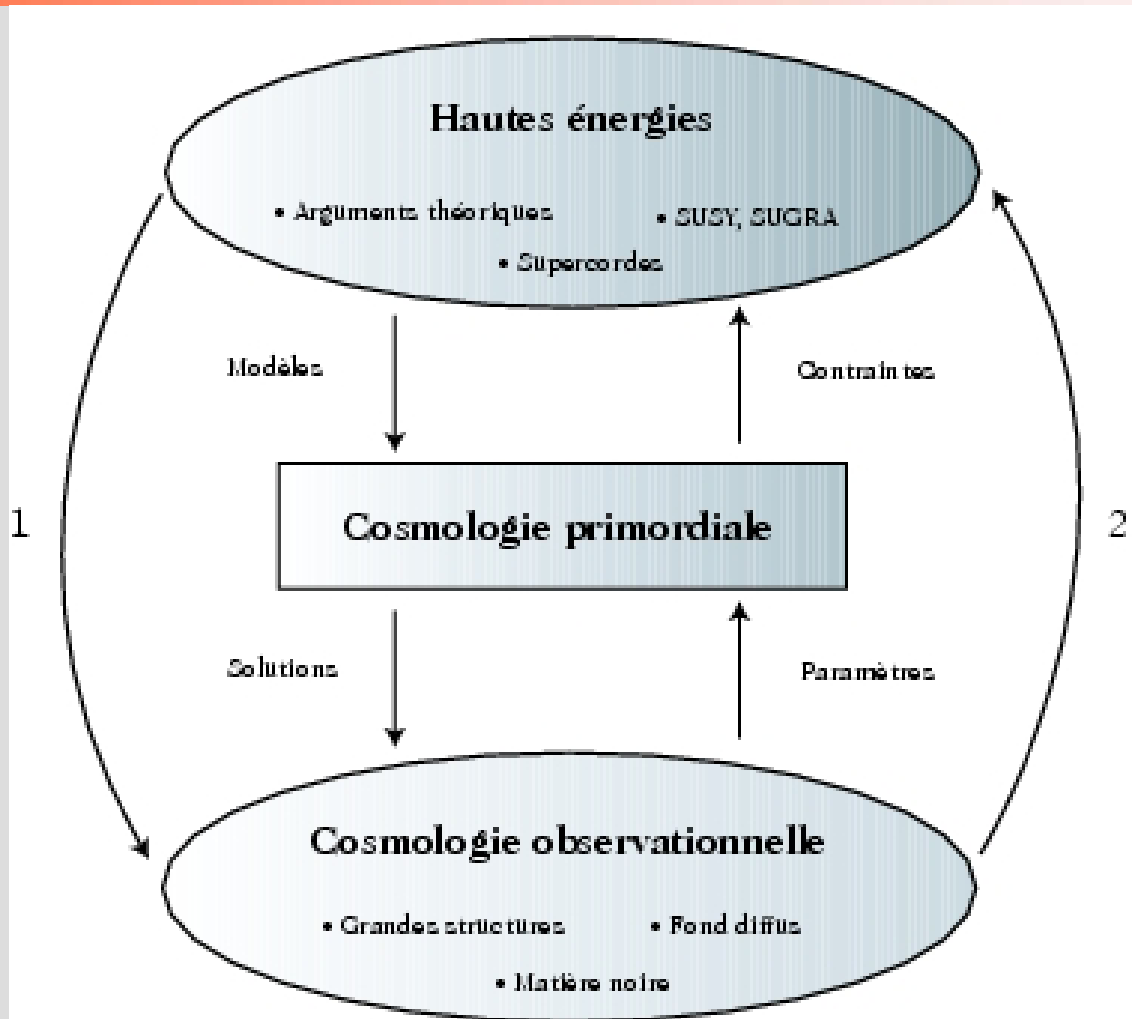 Hautes énergies
• Arguments théoriques
• SUSY, SUGRA
• Supercordes
Modèles
Contraintes
1
Cosmologie primordiale
2
Solutions
Paramètres
Cosmologie observationnelle
• Grandes structures
• Fond diffus
• Matière noire